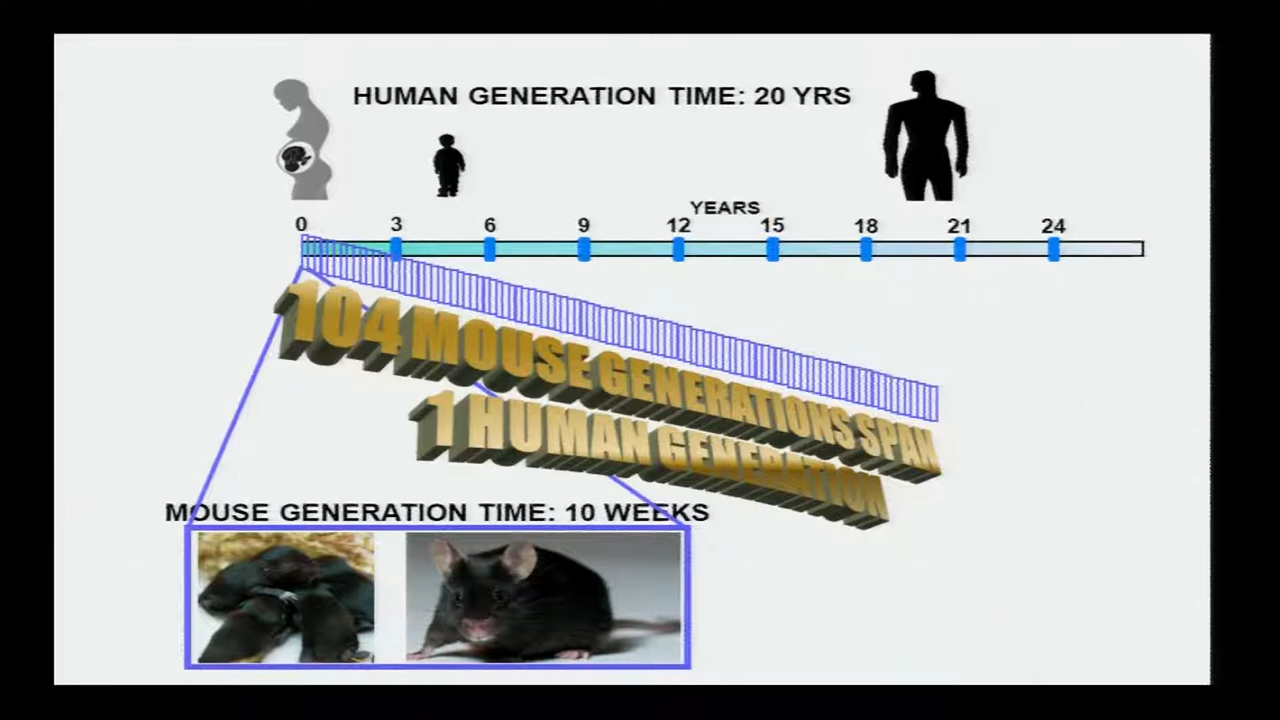 HUMAN GENERATION TIME: 20 YRS
YEARS
0 3 6 9 12 15 18 21 24
104 MOUSE GENERATIONS SPAN
1 HUMAN GENERATION
MOUSE GENERATION TIME: 10 WEEKS